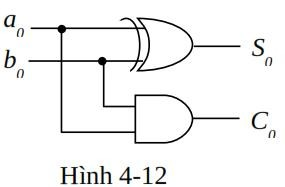 a₀
S₀
b₀
C₀
Hình 4-12